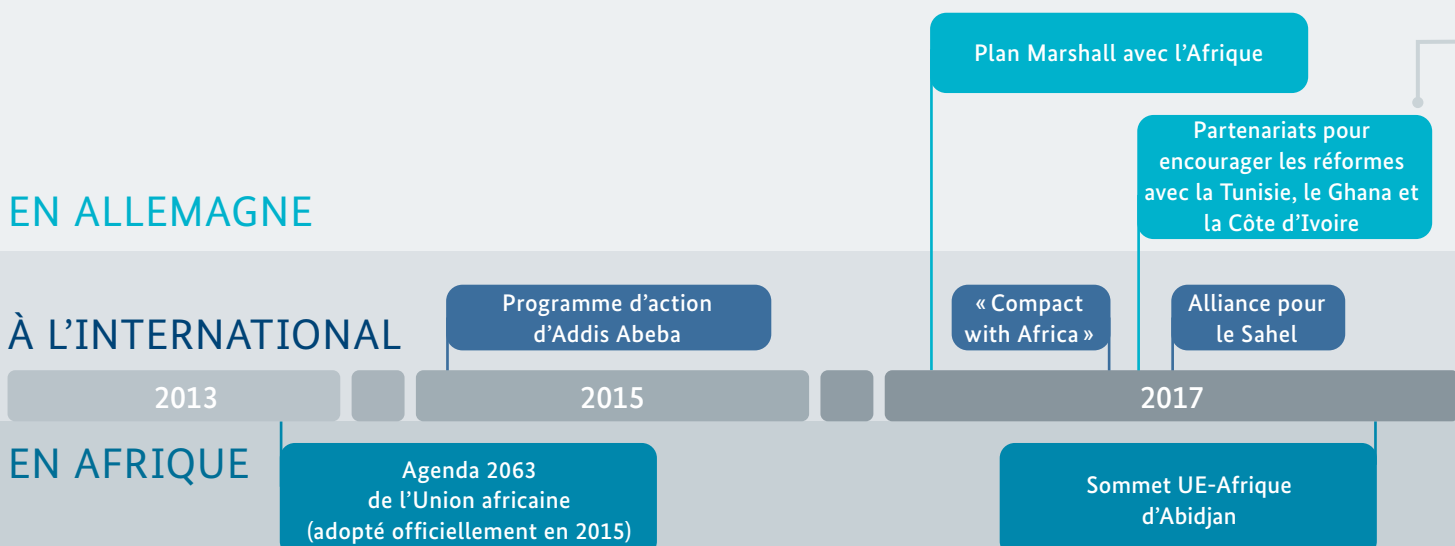 Plan Marshall avec l’Afrique
Partenariats pour
encourager les réformes
avec la Tunisie, le Ghana et
la Côte d’Ivoire
EN ALLEMAGNE
À L’INTERNATIONAL
Programme d’action
d’Addis Abeba
« Compact
with Africa »
Alliance pour
le Sahel
2013
2015
2017
EN AFRIQUE
Agenda 2063
de l’Union africaine
(adopté officiellement en 2015)
Sommet UE-Afrique
d’Abidjan